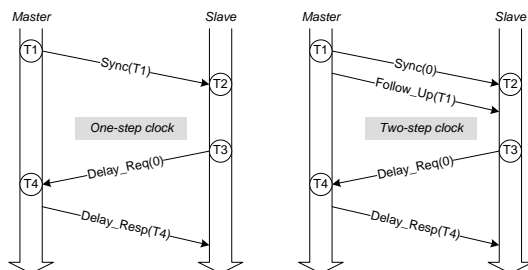 Master
Slave
T1
Sync(T1)
T2
One-step clock
T3
Delay_Req(0)
T4
Delay_Resp(T4)
Master
Slave
T1
Sync(0)
T2
Follow_Up(T1)
Two-step clock
T3
Delay_Req(0)
T4
Delay_Resp(T4)